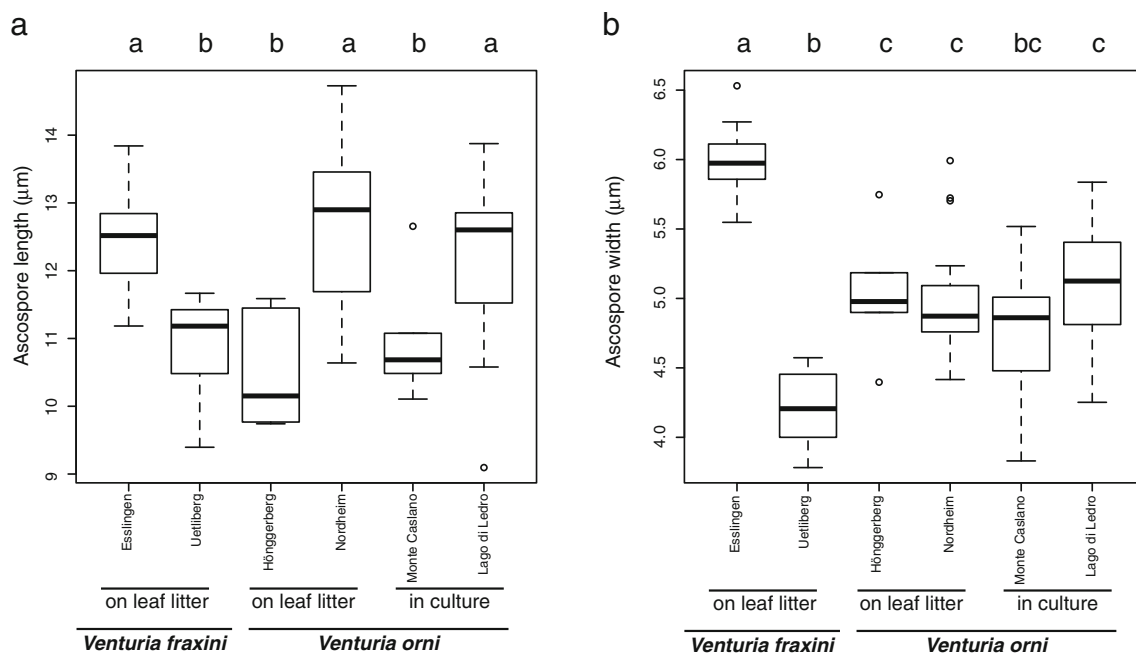 a
a b b a b a
Ascospore length (μm)
14
13
12
11
10
9
Esslingen
Uetliberg
Hönggerberg
Nordheim
Monte Caslano
Lago di Ledro
on leaf litter on leaf litter in culture
Venturia fraxini Venturia orni
b
a b c c bc c
Ascospore width (μm)
6.5
6.0
5.5
5.0
4.5
4.0
Esslingen
Uetliberg
Hönggerberg
Nordheim
Monte Caslano
Lago di Ledro
on leaf litter on leaf litter in culture
Venturia fraxini Venturia orni